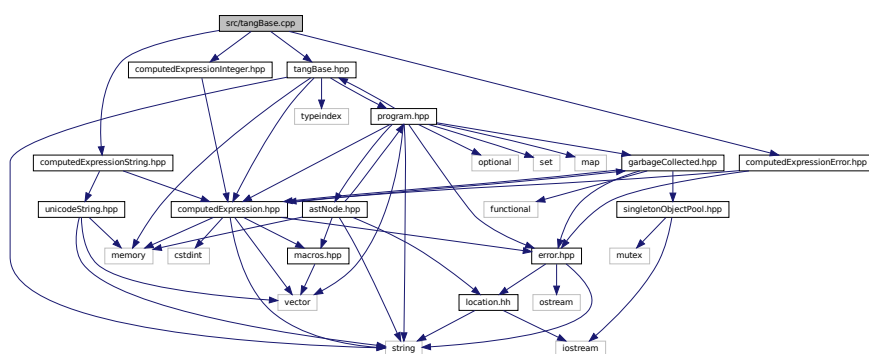 src/tangBase.cpp
computedExpressionInteger.hpp
tangBase.hpp
typeindex
program.hpp
computedExpressionString.hpp
optional
set
map
garbageCollected.hpp
computedExpressionError.hpp
unicodeString.hpp
computedExpression.hpp
astNode.hpp
functional
singletonObjectPool.hpp
memory
cstdint
macros.hpp
error.hpp
mutex
vector
location.hh
ostream
string
iostream